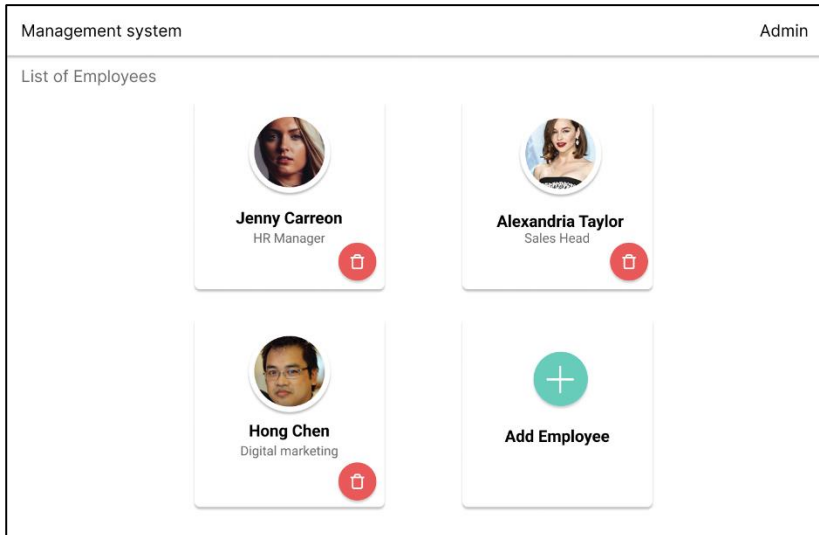 Management system
Admin
List of Employees
Jenny Carreon
HR Manager
Alexandria Taylor
Sales Head
Hong Chen
Digital marketing
Add Employee